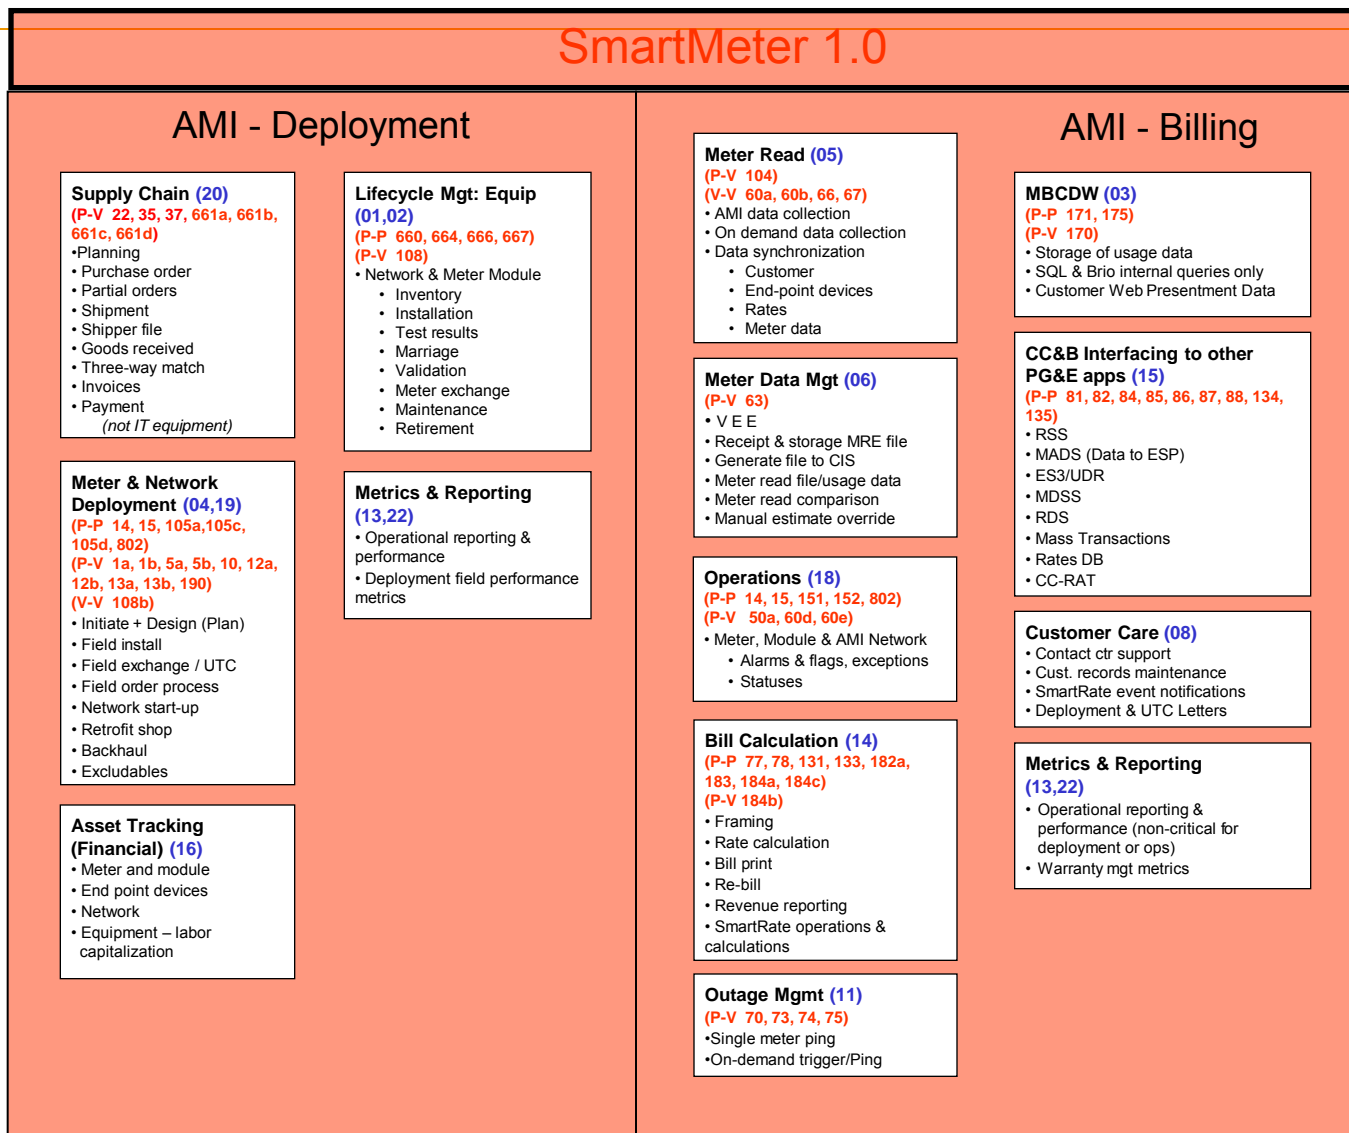 SmartMeter 1.0
AMI - Deployment
Supply Chain (20)
(P-V 22, 35, 37, 661a, 661b,
661c, 661d)
•Planning
• Purchase order
• Partial orders
• Shipment
• Shipper file
• Goods received
• Three-way match
• Invoices
• Payment
(not IT equipment)
Meter & Network
Deployment (04,19)
(P-P 14, 15, 105a,105c,
105d, 802)
(P-V 1a, 1b, 5a, 5b, 10, 12a,
12b, 13a, 13b, 190)
(V-V 108b)
• Initiate + Design (Plan)
• Field install
• Field exchange / UTC
• Field order process
• Network start-up
• Retrofit shop
• Backhaul
• Excludables
Asset Tracking
(Financial) (16)
• Meter and module
• End point devices
• Network
• Equipment – labor
capitalization
Lifecycle Mgt: Equip
(01,02)
(P-P 660, 664, 666, 667)
(P-V 108)
• Network & Meter Module
• Inventory
• Installation
• Test results
• Marriage
• Validation
• Meter exchange
• Maintenance
• Retirement
Metrics & Reporting
(13,22)
• Operational reporting &
performance
• Deployment field performance
metrics
AMI - Billing
Meter Read (05)
(P-V 104)
(V-V 60a, 60b, 66, 67)
• AMI data collection
• On demand data collection
• Data synchronization
• Customer
• End-point devices
• Rates
• Meter data
Meter Data Mgt (06)
(P-V 63)
• V E E
• Receipt & storage MRE file
• Generate file to CIS
• Meter read file/usage data
• Meter read comparison
• Manual estimate override
Operations (18)
(P-P 14, 15, 151, 152, 802)
(P-V 50a, 60d, 60e)
• Meter, Module & AMI Network
• Alarms & flags, exceptions
• Statuses
Bill Calculation (14)
(P-P 77, 78, 131, 133, 182a,
183, 184a, 184c)
(P-V 184b)
• Framing
• Rate calculation
• Bill print
• Re-bill
• Revenue reporting
• SmartRate operations &
calculations
Outage Mgmt (11)
(P-V 70, 73, 74, 75)
•Single meter ping
•On-demand trigger/Ping
MBCDW (03)
(P-P 171, 175)
(P-V 170)
• Storage of usage data
• SQL & Brio internal queries only
• Customer Web Presentment Data
CC&B Interfacing to other
PG&E apps (15)
(P-P 81, 82, 84, 85, 86, 87, 88, 134,
135)
• RSS
• MADS (Data to ESP)
• ES3/UDR
• MDSS
• RDS
• Mass Transactions
• Rates DB
• CC-RAT
Customer Care (08)
• Contact ctr support
• Cust. records maintenance
• SmartRate event notifications
• Deployment & UTC Letters
Metrics & Reporting
(13,22)
• Operational reporting &
performance (non-critical for
deployment or ops)
• Warranty mgt metrics